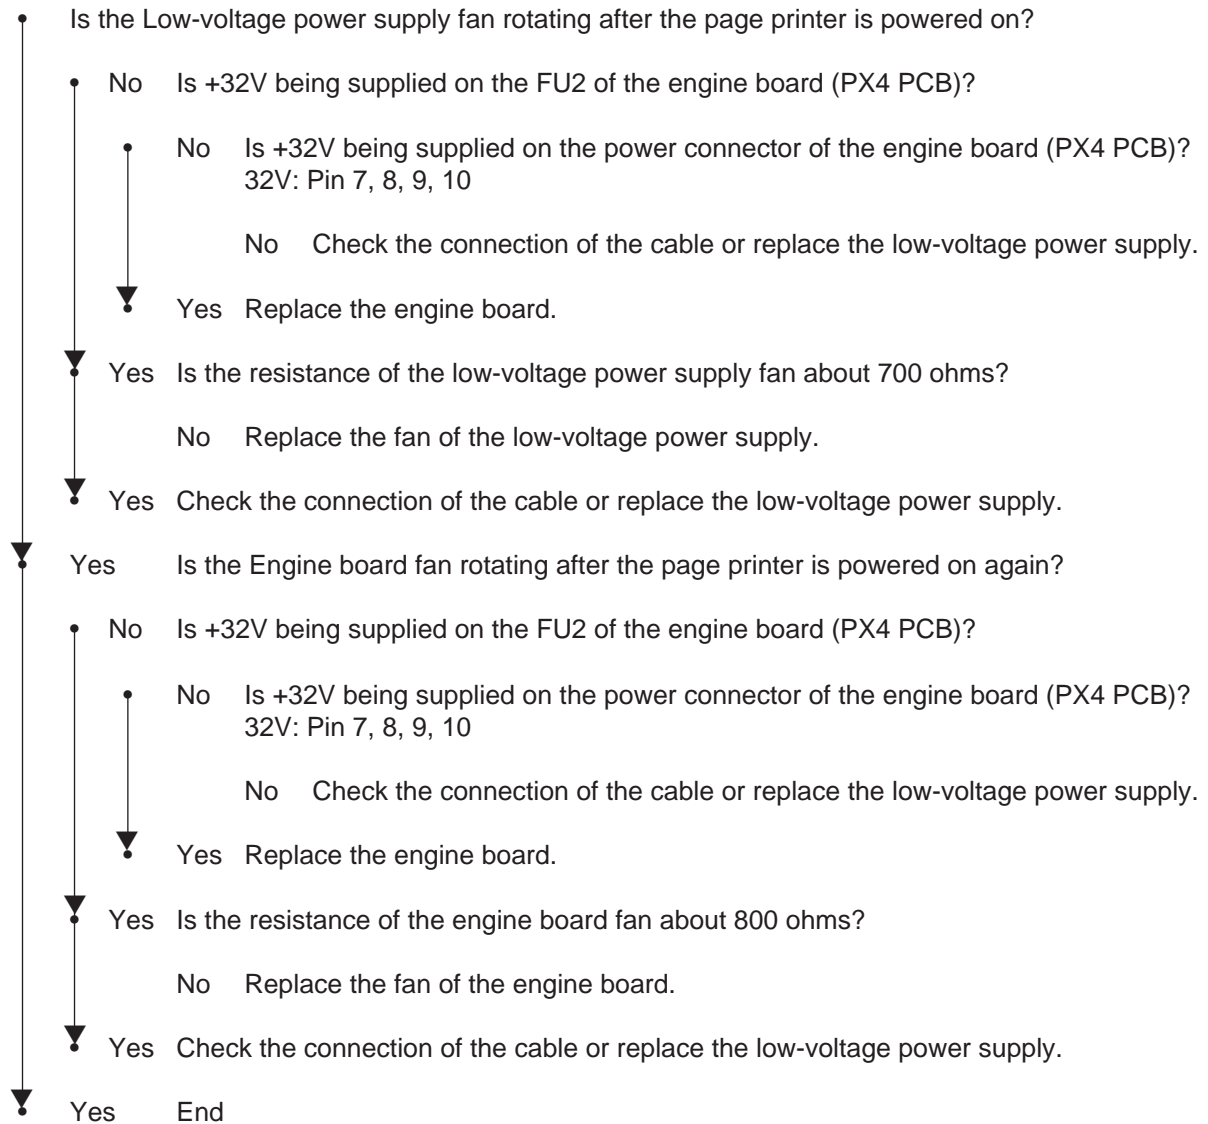 Is the Low-voltage power supply fan rotating after the page printer is powered on?
No Is +32V being supplied on the FU2 of the engine board (PX4 PCB)?
No Is +32V being supplied on the power connector of the engine board (PX4 PCB)?
32V: Pin 7, 8, 9, 10
No Check the connection of the cable or replace the low-voltage power supply.
Yes Replace the engine board.
Yes Is the resistance of the low-voltage power supply fan about 700 ohms?
No Replace the fan of the low-voltage power supply.
Yes Check the connection of the cable or replace the low-voltage power supply.
Yes Is the Engine board fan rotating after the page printer is powered on again?
No Is +32V being supplied on the FU2 of the engine board (PX4 PCB)?
No Is +32V being supplied on the power connector of the engine board (PX4 PCB)?
32V: Pin 7, 8, 9, 10
No Check the connection of the cable or replace the low-voltage power supply.
Yes Replace the engine board.
Yes Is the resistance of the engine board fan about 800 ohms?
No Replace the fan of the engine board.
Yes Check the connection of the cable or replace the low-voltage power supply.
Yes End